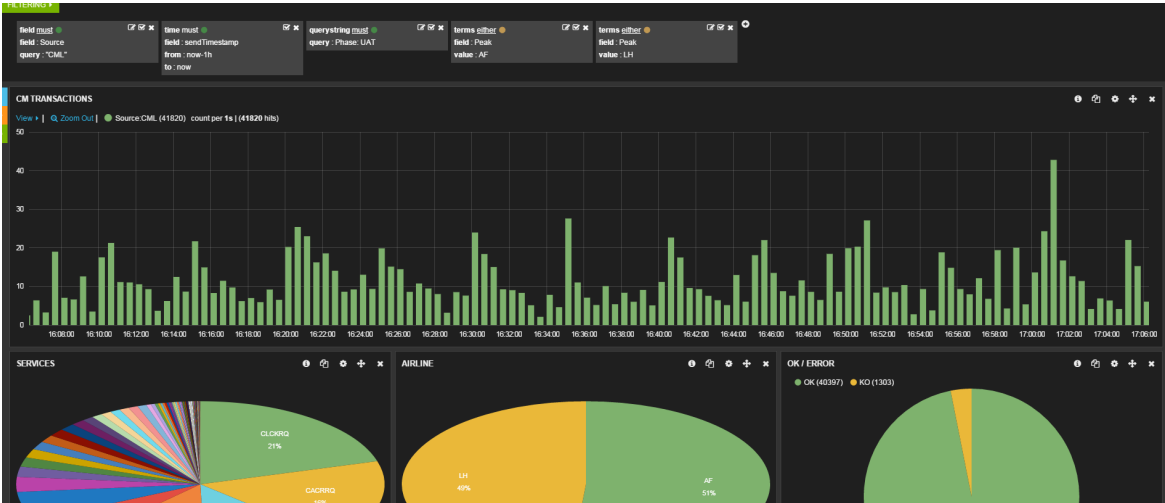 FILTERING
field must
field : Source
query : "CML"
time must
field : sendTimestamp
from : now-1h
to : now
querystring must
query : Phase: UAT
terms either
field : Peak
value : AF
terms either
field : Peak
value : LH
CM TRANSACTIONS
View | Zoom Out | Source:CML (41820) count per 1s | (41820 hits)
50
40
30
20
10
0
16:08:00 16:10:00 16:12:00 16:14:00 16:16:00 16:18:00 16:20:00 16:22:00 16:24:00 16:26:00 16:28:00 16:30:00 16:32:00 16:34:00 16:36:00 16:38:00 16:40:00 16:42:00 16:44:00 16:46:00 16:48:00 16:50:00 16:52:00 16:54:00 16:56:00 16:58:00 17:00:00 17:02:00 17:04:00 17:06:00
SERVICES
CLCKRQ
21%
CACRRQ
AIRLINE
LH
49%
AF
51%
OK / ERROR
OK (40397) KO (1303)